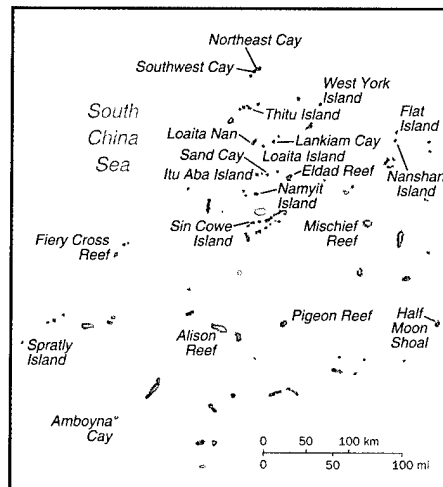 Northeast Cay
Southwest Cay
West York
Island
South
China
Sea
Thitu Island
Flat
Island
Loaita Nan
Lankiam Cay
Sand Cay
Loaita Island
Itu Aba Island
Eldad Reef
Nanshan
Island
Namyit
Island
Sin Cowe
Island
Mischief
Reef
Fiery Cross
Reef
Spratly
Island
Alison
Reef
Pigeon Reef
Half
Moon
Shoal
Amboyna
Cay
0 50 100 km
0 50 100 mi